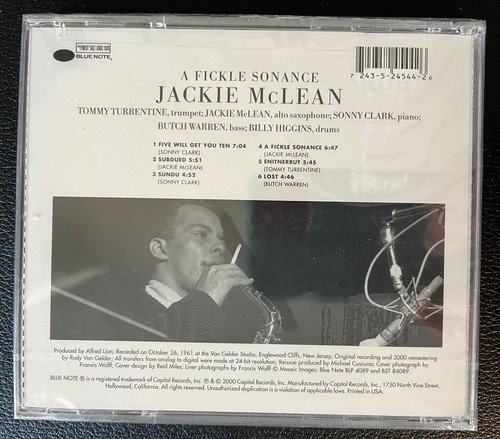 "FINEST IN JAZZ SINCE 1939"
BLUE NOTE
7 243-5-24544-2 6
A FICKLE SONANCE
JACKIE McLEAN
TOMMY TURRENTINE, trumpet; JACKIE McLEAN, alto saxophone; SONNY CLARK, piano;
BUTCH WARREN, bass; BILLY HIGGINS, drums
1 FIVE WILL GET YOU TEN 7:04
(SONNY CLARK)
2 SUBDUED 5:51
(JACKIE McLEAN)
3 SUNDU 4:52
(SONNY CLARK)
4 A FICKLE SONANCE 6:47
(JACKIE McLEAN)
5 ENITNERRUT 5:45
(TOMMY TURRENTINE)
6 LOST 4:46
(BUTCH WARREN)
Produced by Alfred Lion; Recorded on October 26, 1961 at the Van Gelder Studio, Englewood Cliffs, New Jersey; Original recording and 2000 remastering
by Rudy Van Gelder; All transfers from analog to digital were made at 24-bit resolution; Reissue produced by Michael Cuscuna; Cover photograph by
Francis Wolff; Cover design by Reid Miles; Liner photographs by Francis Wolff © Mosaic Images; Blue Note BLP 4089 and BST 84089.
BLUE NOTE ® is a registered trademark of Capitol Records, Inc. ℗ & © 2000 Capitol Records, Inc. Manufactured by Capitol Records, Inc., 1750 North Vine Street,
Hollywood, California. All rights reserved. Unauthorized duplication is a violation of applicable laws. Printed in USA.